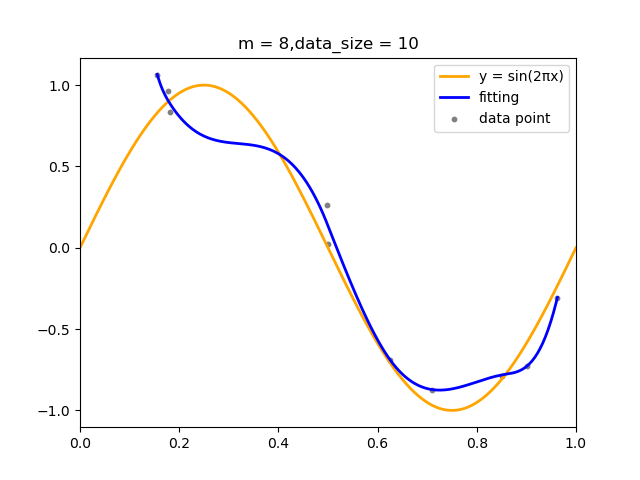 m = 8,data_size = 10
y = sin(2πx)
fitting
data point
1.0
0.5
0.0
−0.5
−1.0
0.0 0.2 0.4 0.6 0.8 1.0